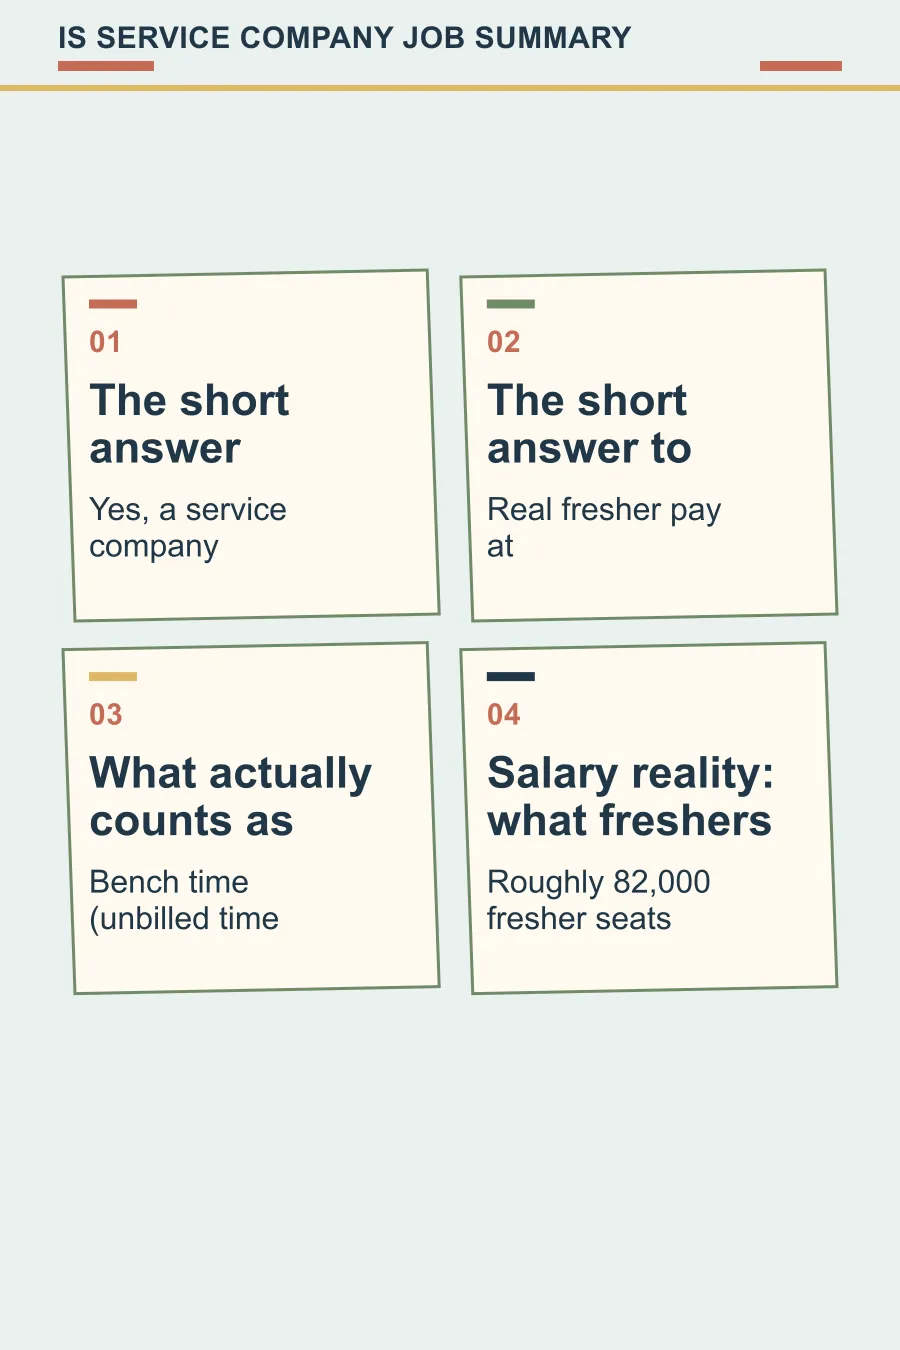 IS SERVICE COMPANY JOB SUMMARY
01
The short
answer
Yes, a service
company
02
The short
answer to
Real fresher pay
at
03
What actually
counts as
Bench time
(unbilled time
04
Salary reality:
what freshers
Roughly 82,000
fresher seats